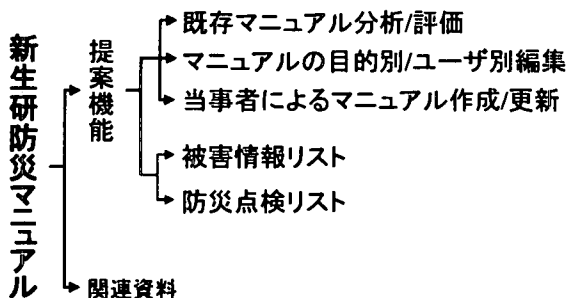 新生研防災マニュアル
提案機能
既存マニュアル分析/評価
マニュアルの目的別/ユーザ別編集
当事者によるマニュアル作成/更新
被害情報リスト
防災点検リスト
関連資料